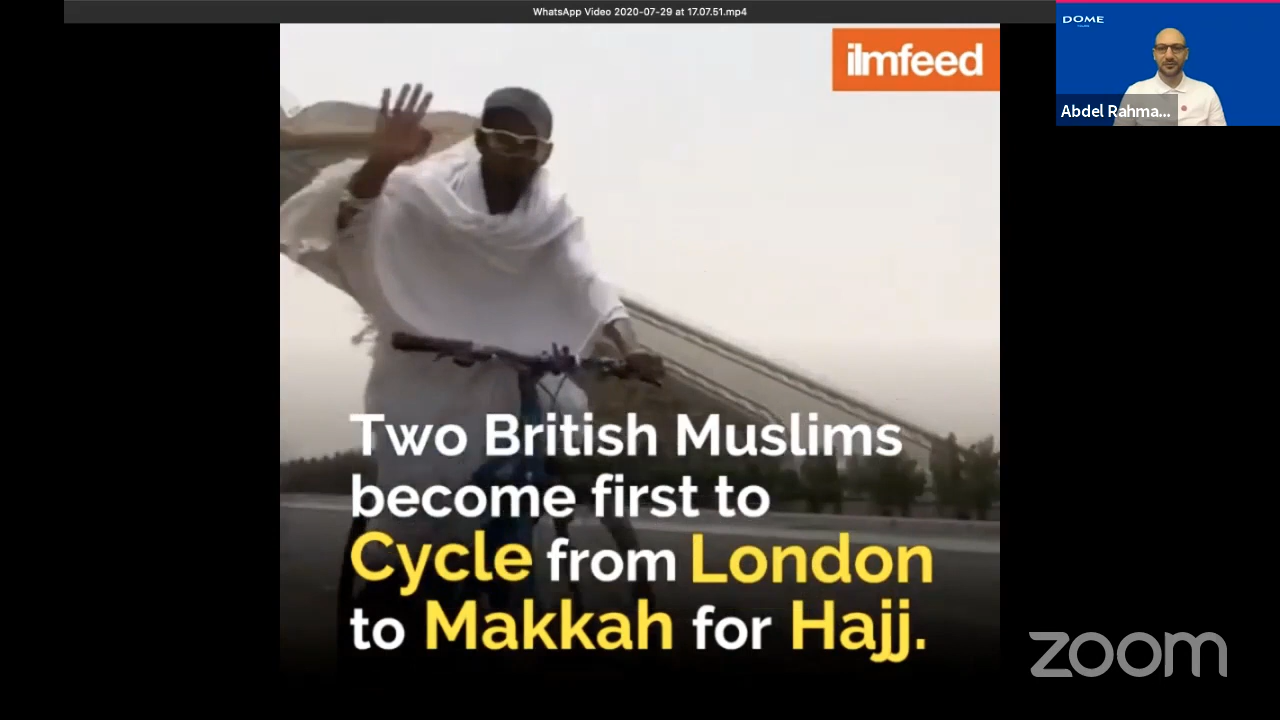 WhatsApp Video 2020-07-29 at 17.07.51.mp4
ilmfeed
DOME
Abdel Rahma...
Two British Muslims
become first to
Cycle from London
to Makkah for Hajj.
zoom